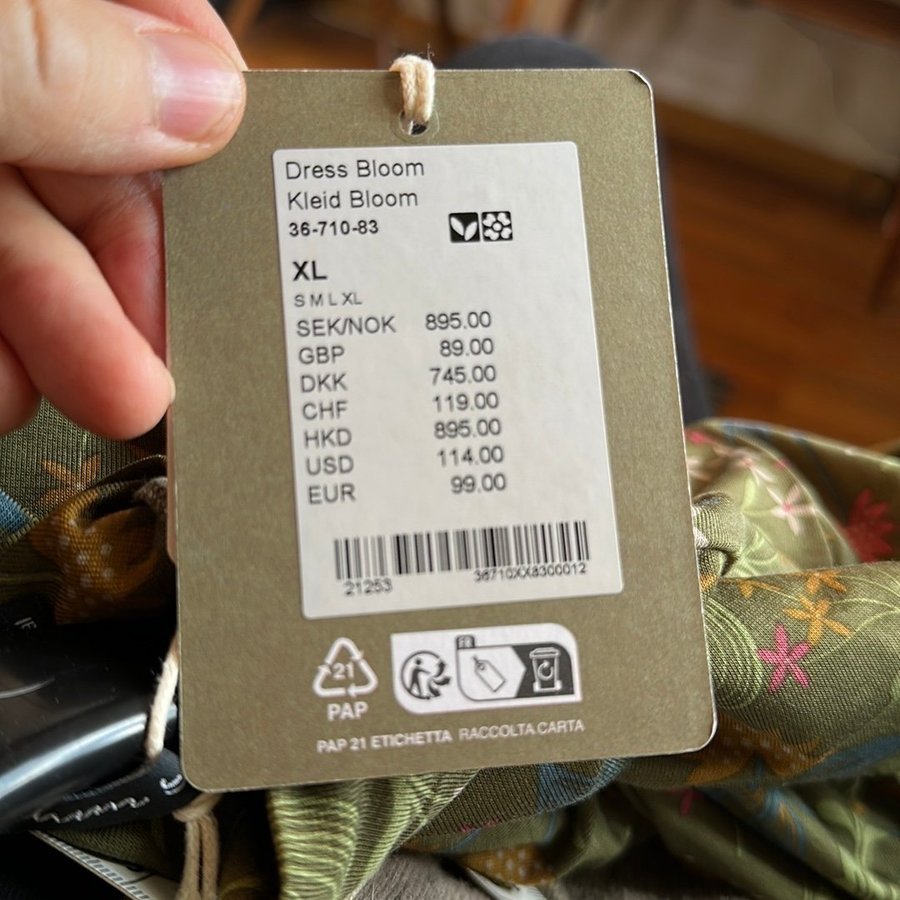 Dress Bloom
Kleid Bloom
36-710-83
XL
S M L XL
SEK/NOK 895.00
GBP 89.00
DKK 745.00
CHF 119.00
HKD 895.00
USD 114.00
EUR 99.00
21253 36710XX8300012
21
PAP
FR
PAP 21 ETICHETTA RACCOLTA CARTA